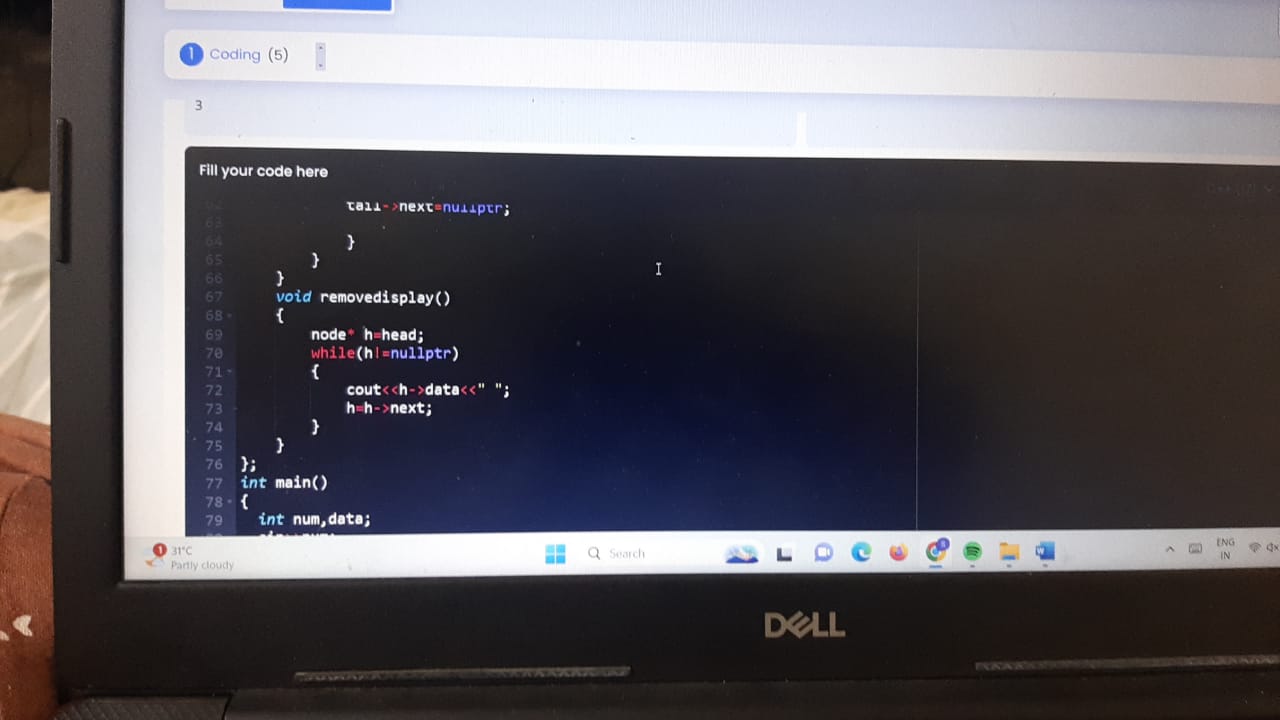 1 Coding (5)
3
Fill your code here
62 tail->next=nullptr;
63
64 }
65 }
66 }
67 void removedisplay()
68 {
69 node* h=head;
70 while(h!=nullptr)
71 {
72 cout<<h->data<<" ";
73 h=h->next;
74 }
75 }
76 };
77 int main()
78 {
79 int num,data;
1 31°C
Partly cloudy
Search
5
ENG
IN
DELL